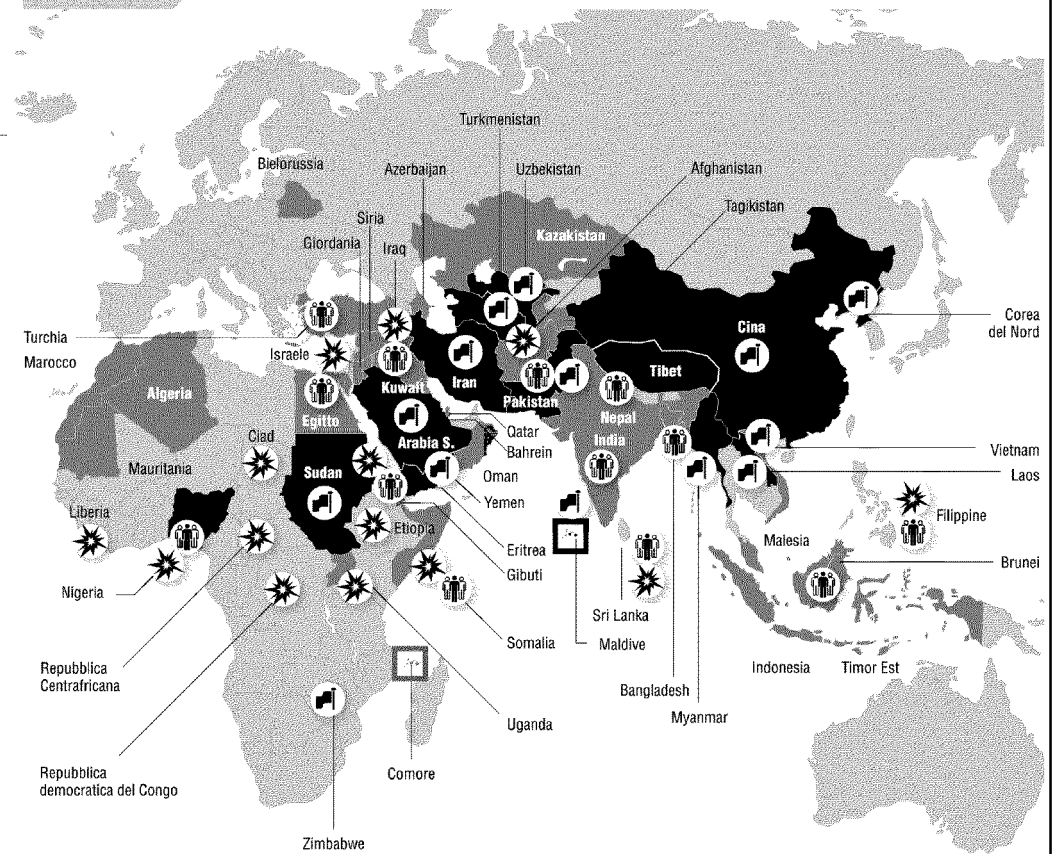 Turkmenistan
Bielorussia
Azerbaijan
Uzbekistan
Afghanistan
Siria
Tagikistan
Giordania
Iraq
Kazakistan
Turchia
Israele
Cina
Corea
del Nord
Marocco
Algeria
Kuwait
Iran
Pakistan
Tibet
Egitto
Nepal
Arabia S.
Qatar
Bahrein
India
Ciad
Mauritania
Sudan
Oman
Vietnam
Yemen
Laos
Liberia
Etiopia
Filippine
Eritrea
Malesia
Gibuti
Brunei
Nigeria
Sri Lanka
Somalia
Maldive
Repubblica
Centrafricana
Indonesia
Timor Est
Bangladesh
Myanmar
Uganda
Repubblica
democratica del Congo
Comore
Zimbabwe